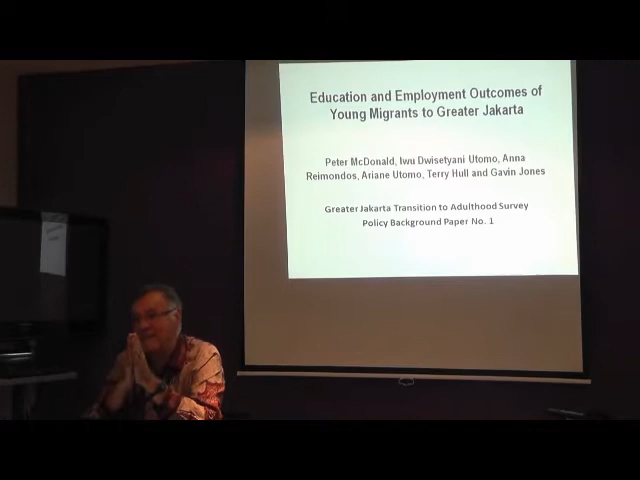 Education and Employment Outcomes of
Young Migrants to Greater Jakarta
Peter McDonald, Iwu Dwisetyani Utomo, Anna
Reimondos, Ariane Utomo, Terry Hull and Gavin Jones
Greater Jakarta Transition to Adulthood Survey
Policy Background Paper No. 1